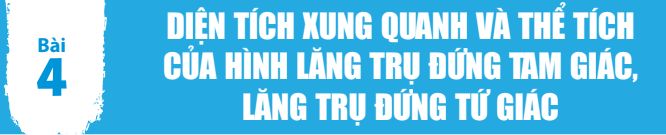 Bài
4
DIỆN TÍCH XUNG QUANH VÀ THỂ TÍCH
CỦA HÌNH LĂNG TRỤ ĐỨNG TAM GIÁC,
LĂNG TRỤ ĐỨNG TỨ GIÁC